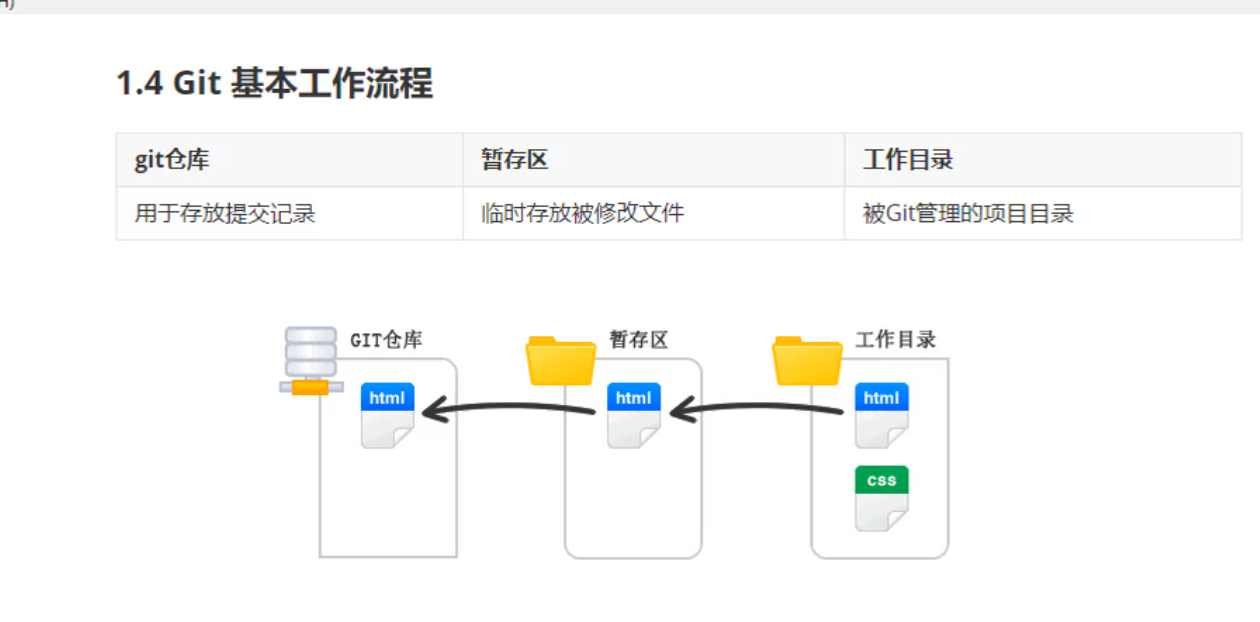 1.4 Git 基本工作流程
git仓库 暂存区 工作目录
用于存放提交记录 临时存放被修改文件 被Git管理的项目目录
GIT仓库 暂存区 工作目录
html html html
css